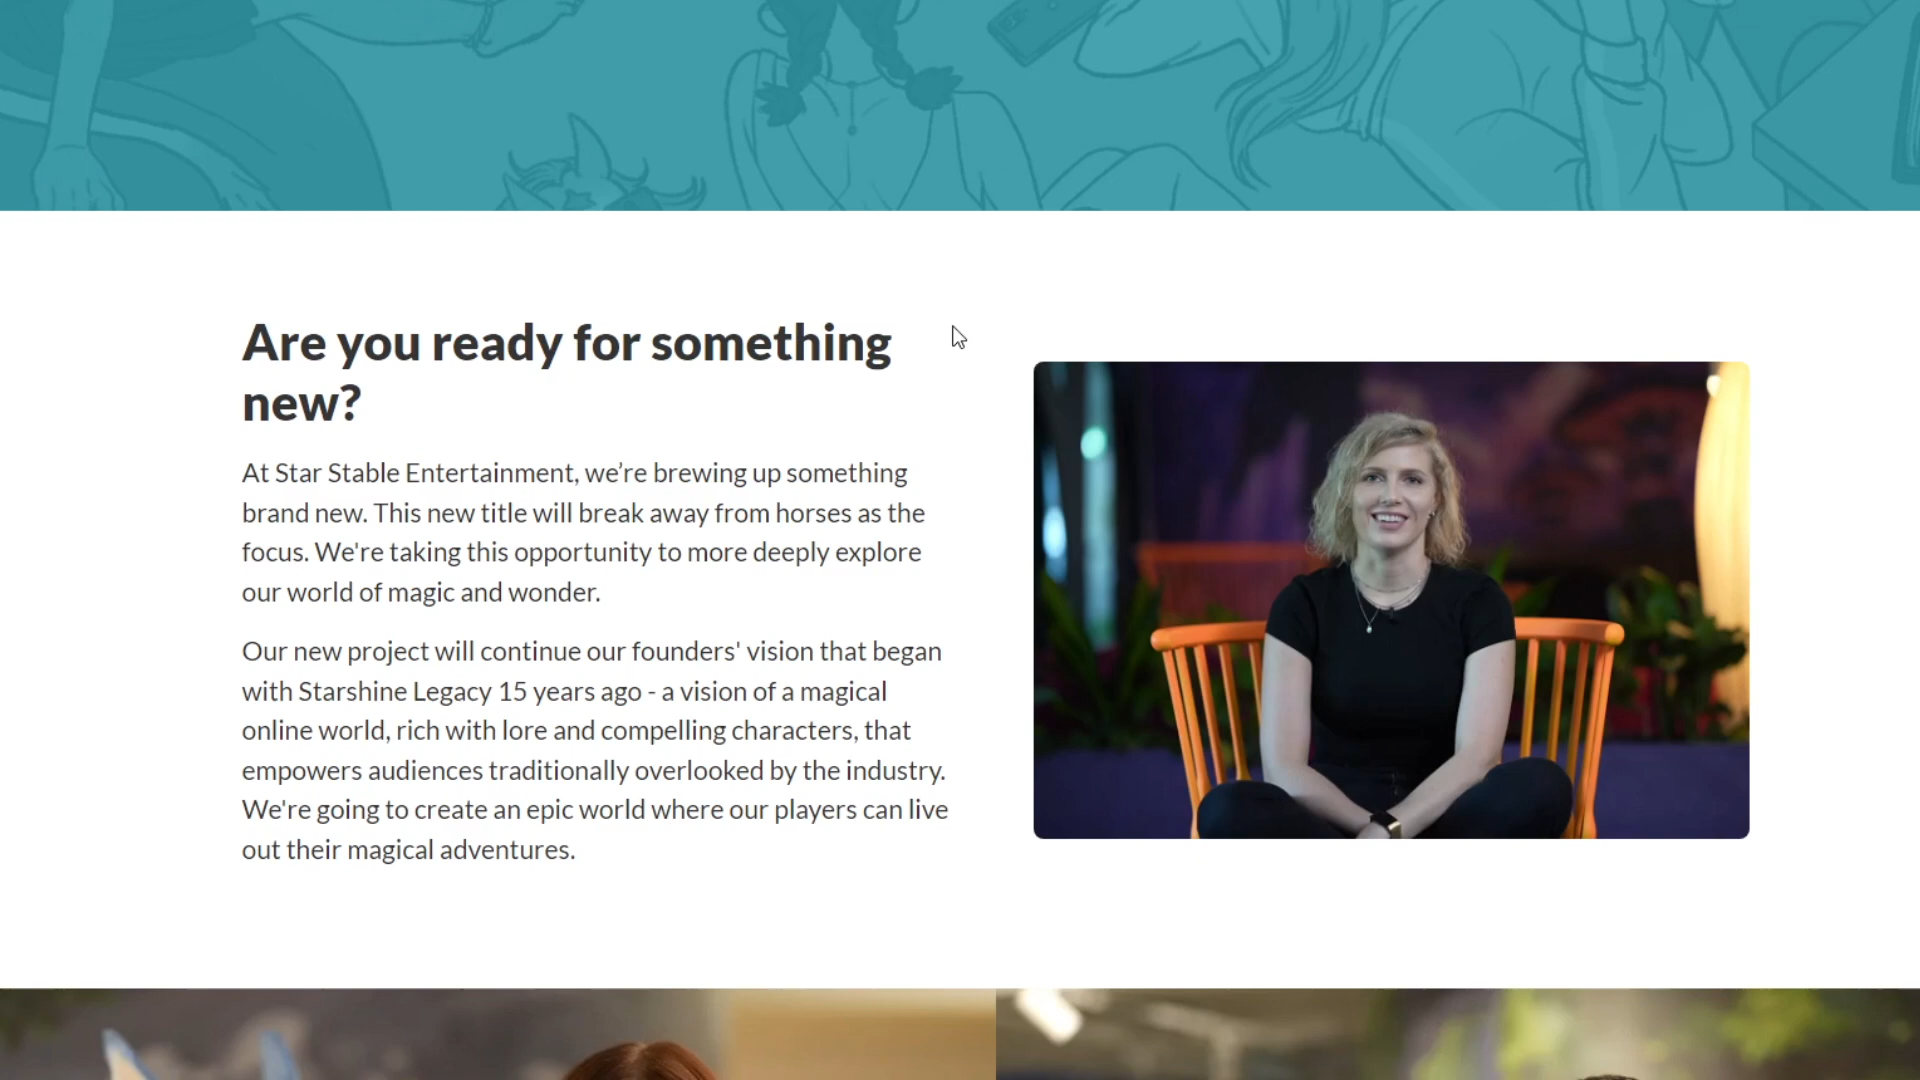 Are you ready for something
new?
At Star Stable Entertainment, we’re brewing up something
brand new. This new title will break away from horses as the
focus. We're taking this opportunity to more deeply explore
our world of magic and wonder.
Our new project will continue our founders' vision that began
with Starshine Legacy 15 years ago - a vision of a magical
online world, rich with lore and compelling characters, that
empowers audiences traditionally overlooked by the industry.
We're going to create an epic world where our players can live
out their magical adventures.